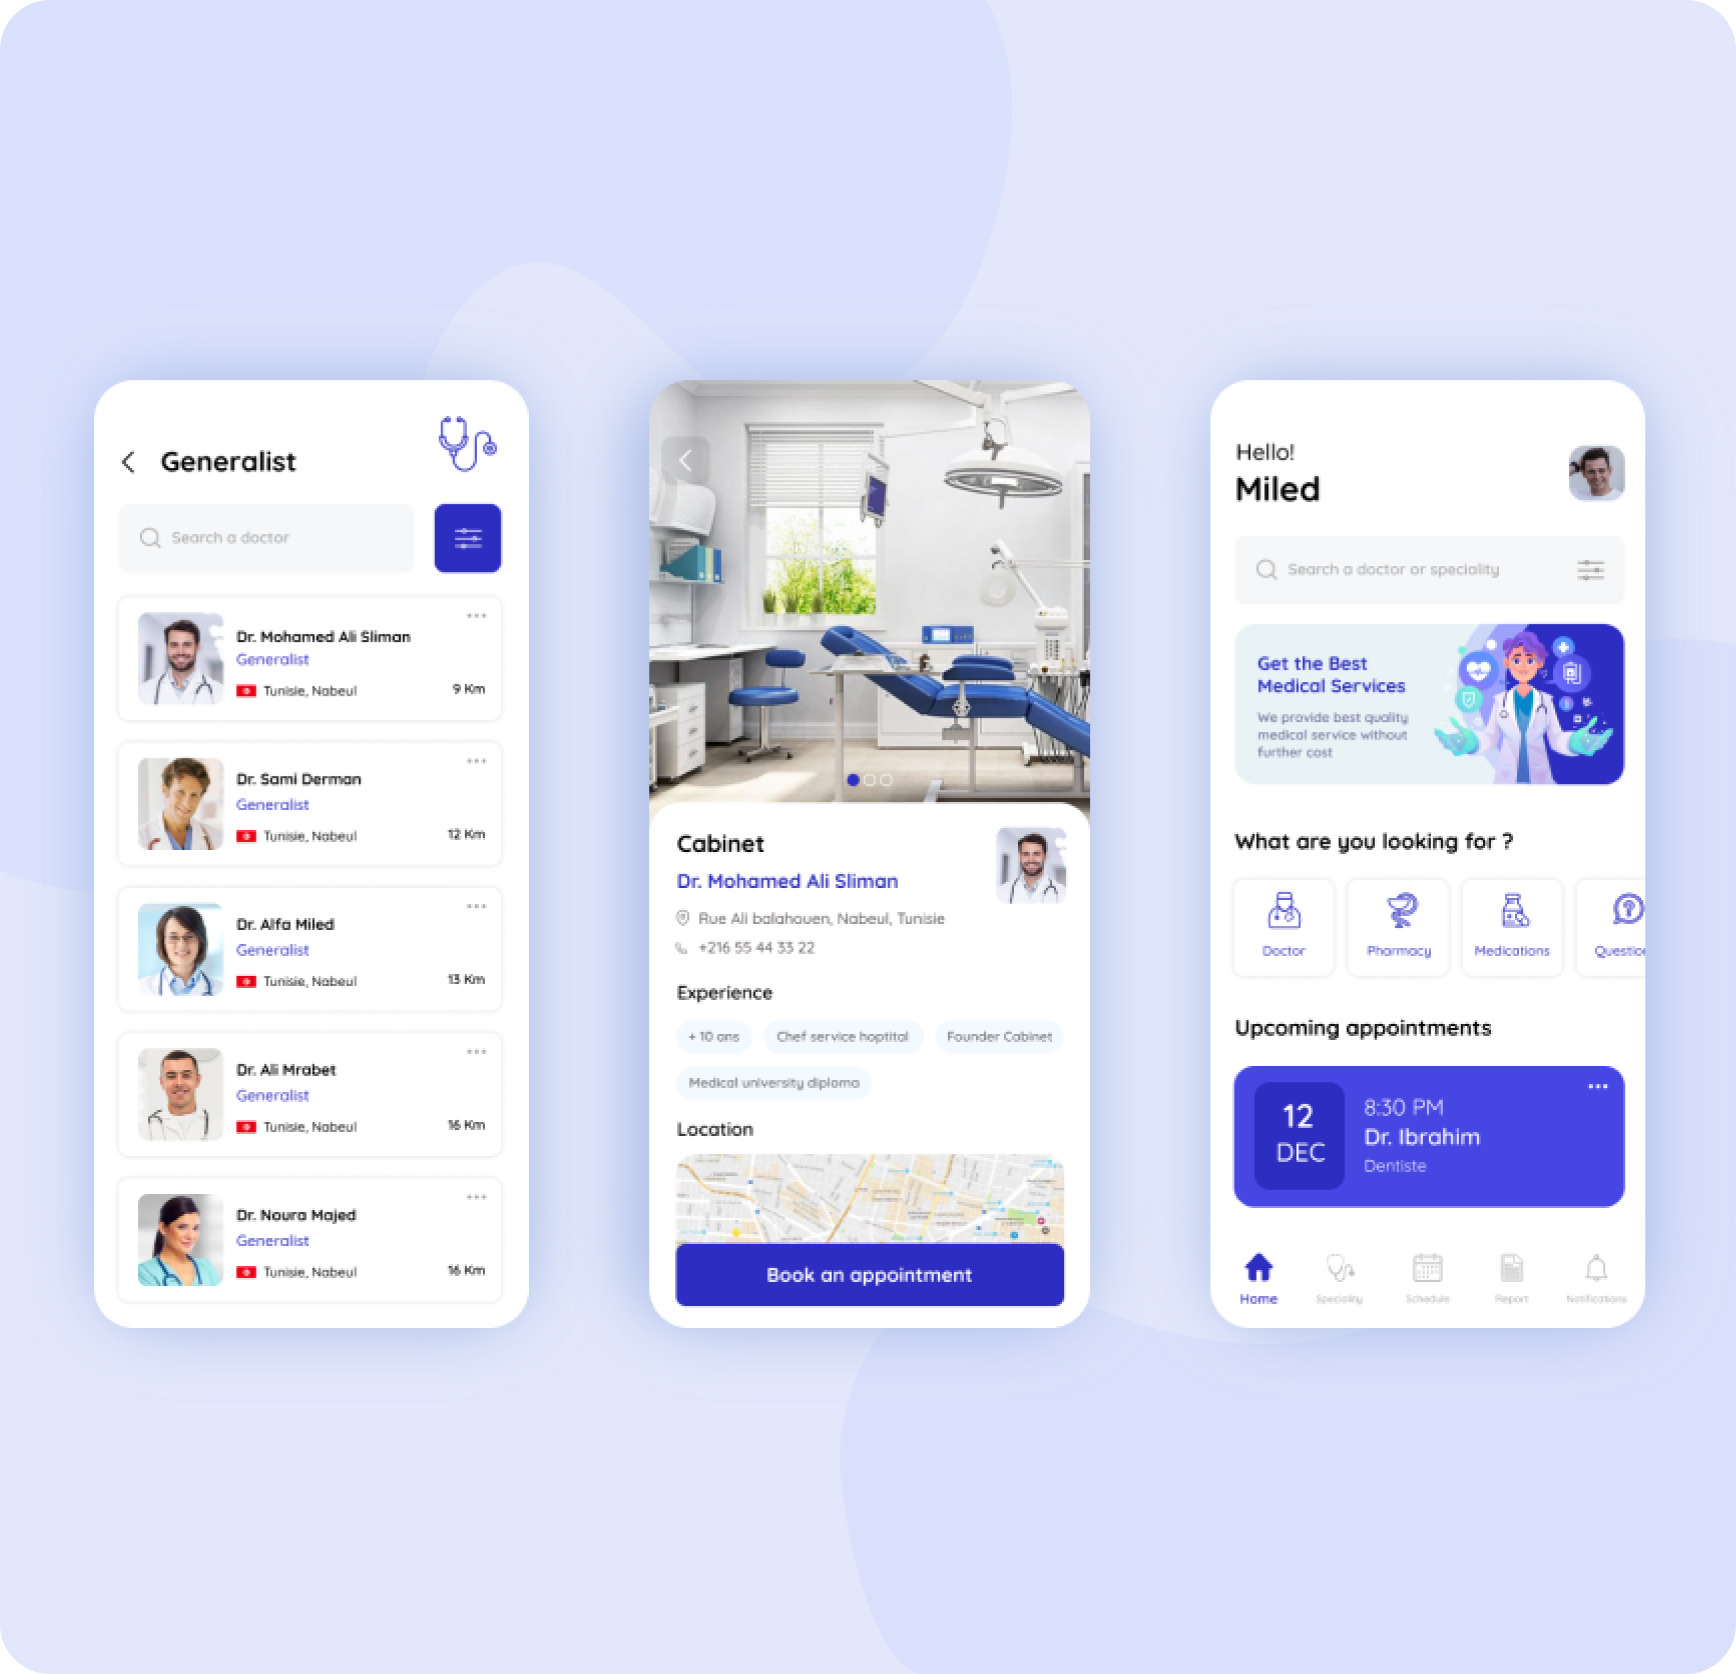 Generalist
Search a doctor
Dr. Mohamed Ali Sliman
Generalist
Tunisie, Nabeul
9 Km
Dr. Sami Derman
Generalist
Tunisie, Nabeul
12 Km
Dr. Alfa Miled
Generalist
Tunisie, Nabeul
13 Km
Dr. Ali Mrabet
Generalist
Tunisie, Nabeul
16 Km
Dr. Noura Majed
Generalist
Tunisie, Nabeul
16 Km
Cabinet
Dr. Mohamed Ali Sliman
Rue Ali balahouen, Nabeul, Tunisie
+216 55 44 33 22
Experience
+ 10 ans
Chef service hoptital
Founder Cabinet
Medical university diploma
Location
Book an appointment
Hello!
Miled
Search a doctor or speciality
Get the Best
Medical Services
We provide best quality
medical service without
further cost
What are you looking for ?
Doctor
Pharmacy
Medications
Questio
Upcoming appointments
12
DEC
8:30 PM
Dr. Ibrahim
Dentiste
Home
Speciality
Schedule
Report
Notifications